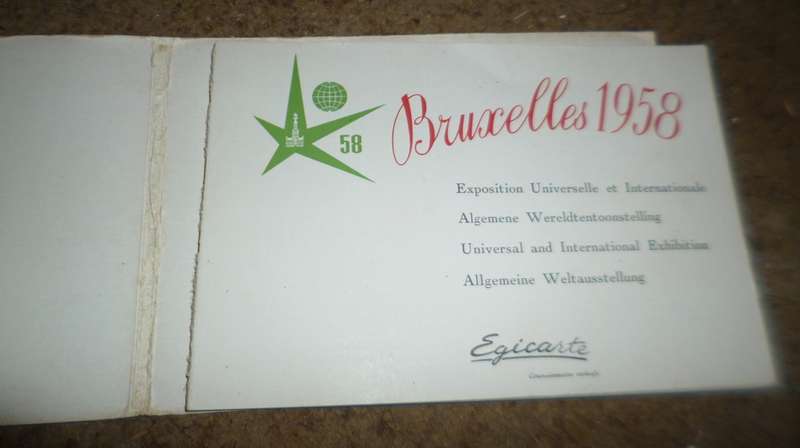 58
Bruxelles 1958
Exposition Universelle et Internationale
Algemene Wereldtentoonstelling
Universal and International Exhibition
Allgemeine Weltausstellung
Egicarte